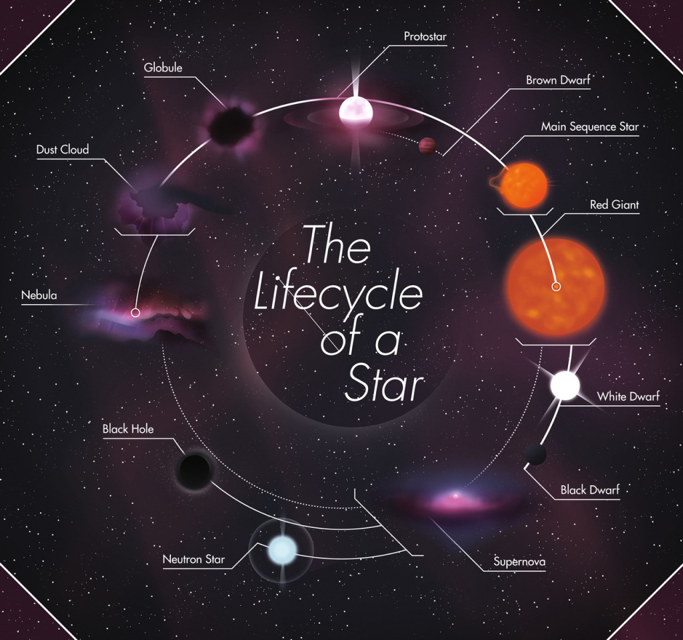 Protostar
Globule
Brown Dwarf
Main Sequence Star
Dust Cloud
Red Giant
The
Lifecycle
of a
Star
Nebula
White Dwarf
Black Hole
Black Dwarf
Neutron Star
Supernova